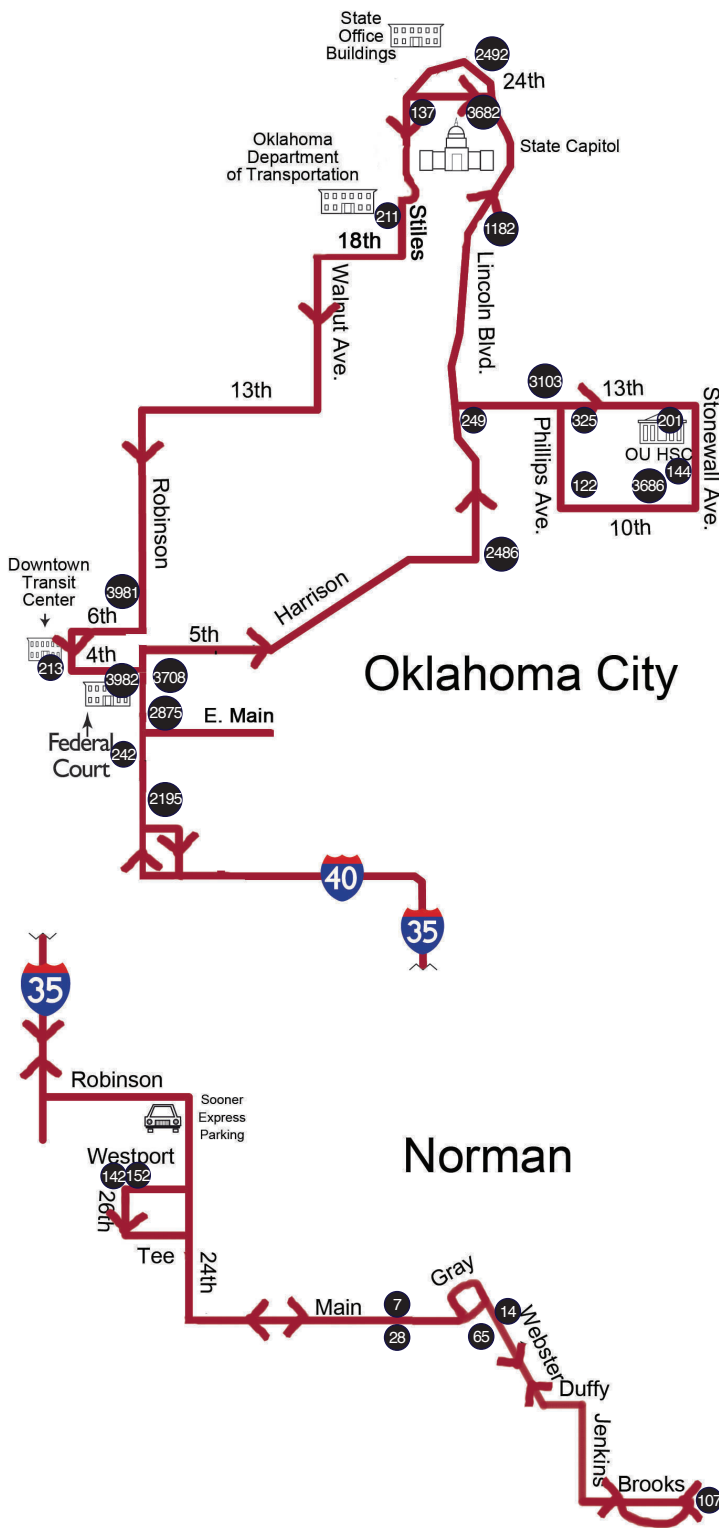 State
Office
Buildings
2492
24th
137
3682
Oklahoma
Department
of Transportation
State Capitol
211
Stiles
1182
18th
Walnut Ave.
Lincoln Blvd.
3103
13th
13th
249
325
201
Stonewall Ave.
Phillips Ave.
OU HSC
144
122
3686
10th
Robinson
2486
Downtown
Transit
Center
3981
Harrison
6th
5th
4th
213
3982
3708
Oklahoma City
2875
E. Main
Federal
Court
242
2195
40
35
35
Robinson
Sooner
Express
Parking
Norman
Westport
142
152
26th
Tee
24th
Gray
Main
7
28
14
65
Webster
Duffy
Jenkins
Brooks
107